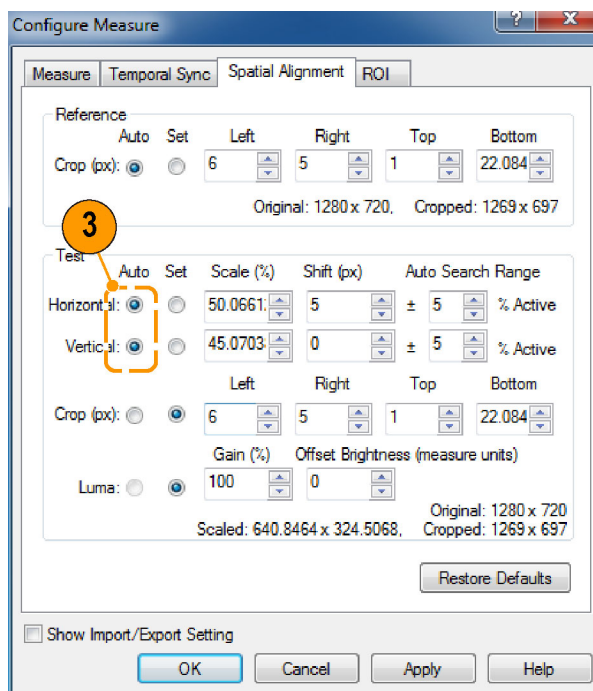 Configure Measure
? X
Measure Temporal Sync Spatial Alignment ROI
Reference
Auto Set Left Right Top Bottom
Crop (px): 6 5 1 22.084
Original: 1280 x 720, Cropped: 1269 x 697
3
Test
Auto Set Scale (%) Shift (px) Auto Search Range
Horizontal: 50.0661 5 ± 5 % Active
Vertical: 45.0703 0 ± 5 % Active
Left Right Top Bottom
Crop (px): 6 5 1 22.084
Gain (%) Offset Brightness (measure units)
Luma: 100 0
Original: 1280 x 720
Scaled: 640.8464 x 324.5068, Cropped: 1269 x 697
Restore Defaults
Show Import/Export Setting
OK Cancel Apply Help